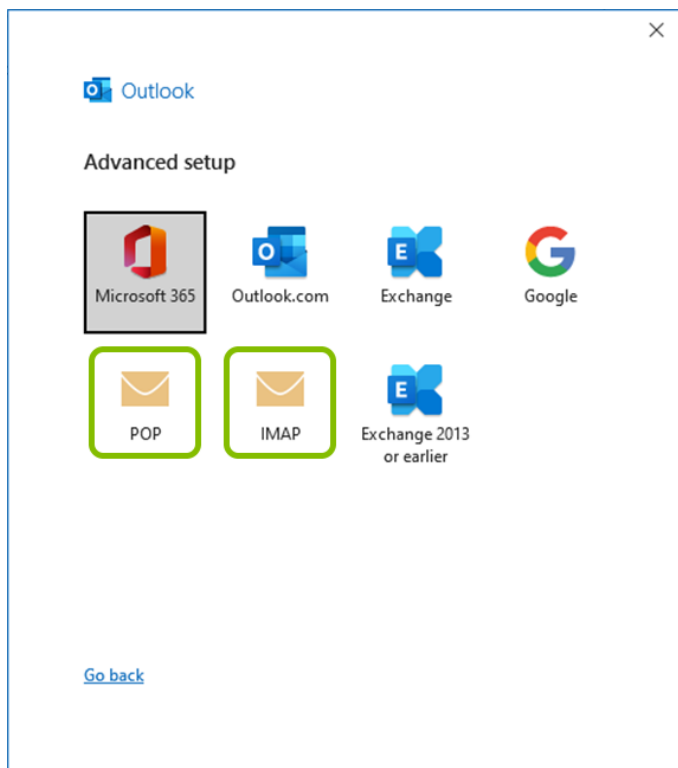 Outlook
Advanced setup
Microsoft 365
Outlook.com
Exchange
Google
POP
IMAP
Exchange 2013
or earlier
Go back